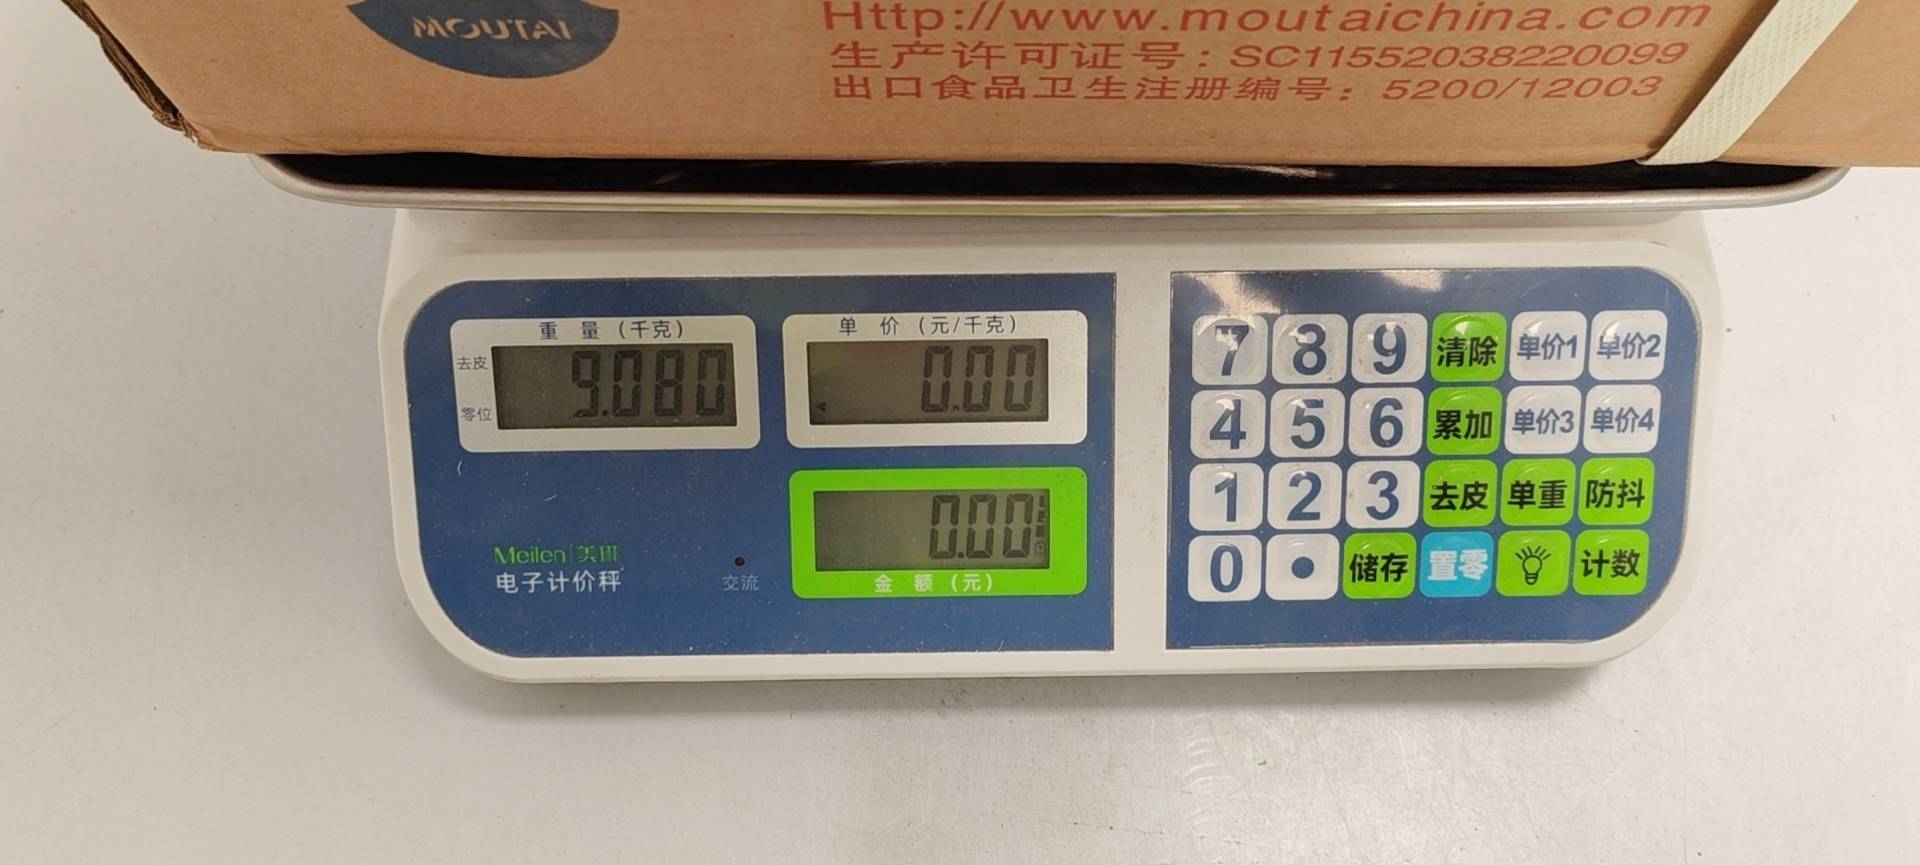 MOUTAI
Http://www.moutaichina.com
生产许可证号：SC11552038220099
出口食品卫生注册编号：5200/12003
重 量 (千克)
去皮
零位
9.080
单 价 (元/千克)
0.00
0.00
金 额 (元)
Meilen 美琳
电子计价秤
交流
7 8 9 清除 单价1 单价2
4 5 6 累加 单价3 单价4
1 2 3 去皮 单重 防抖
0 . 储存 置零 计数